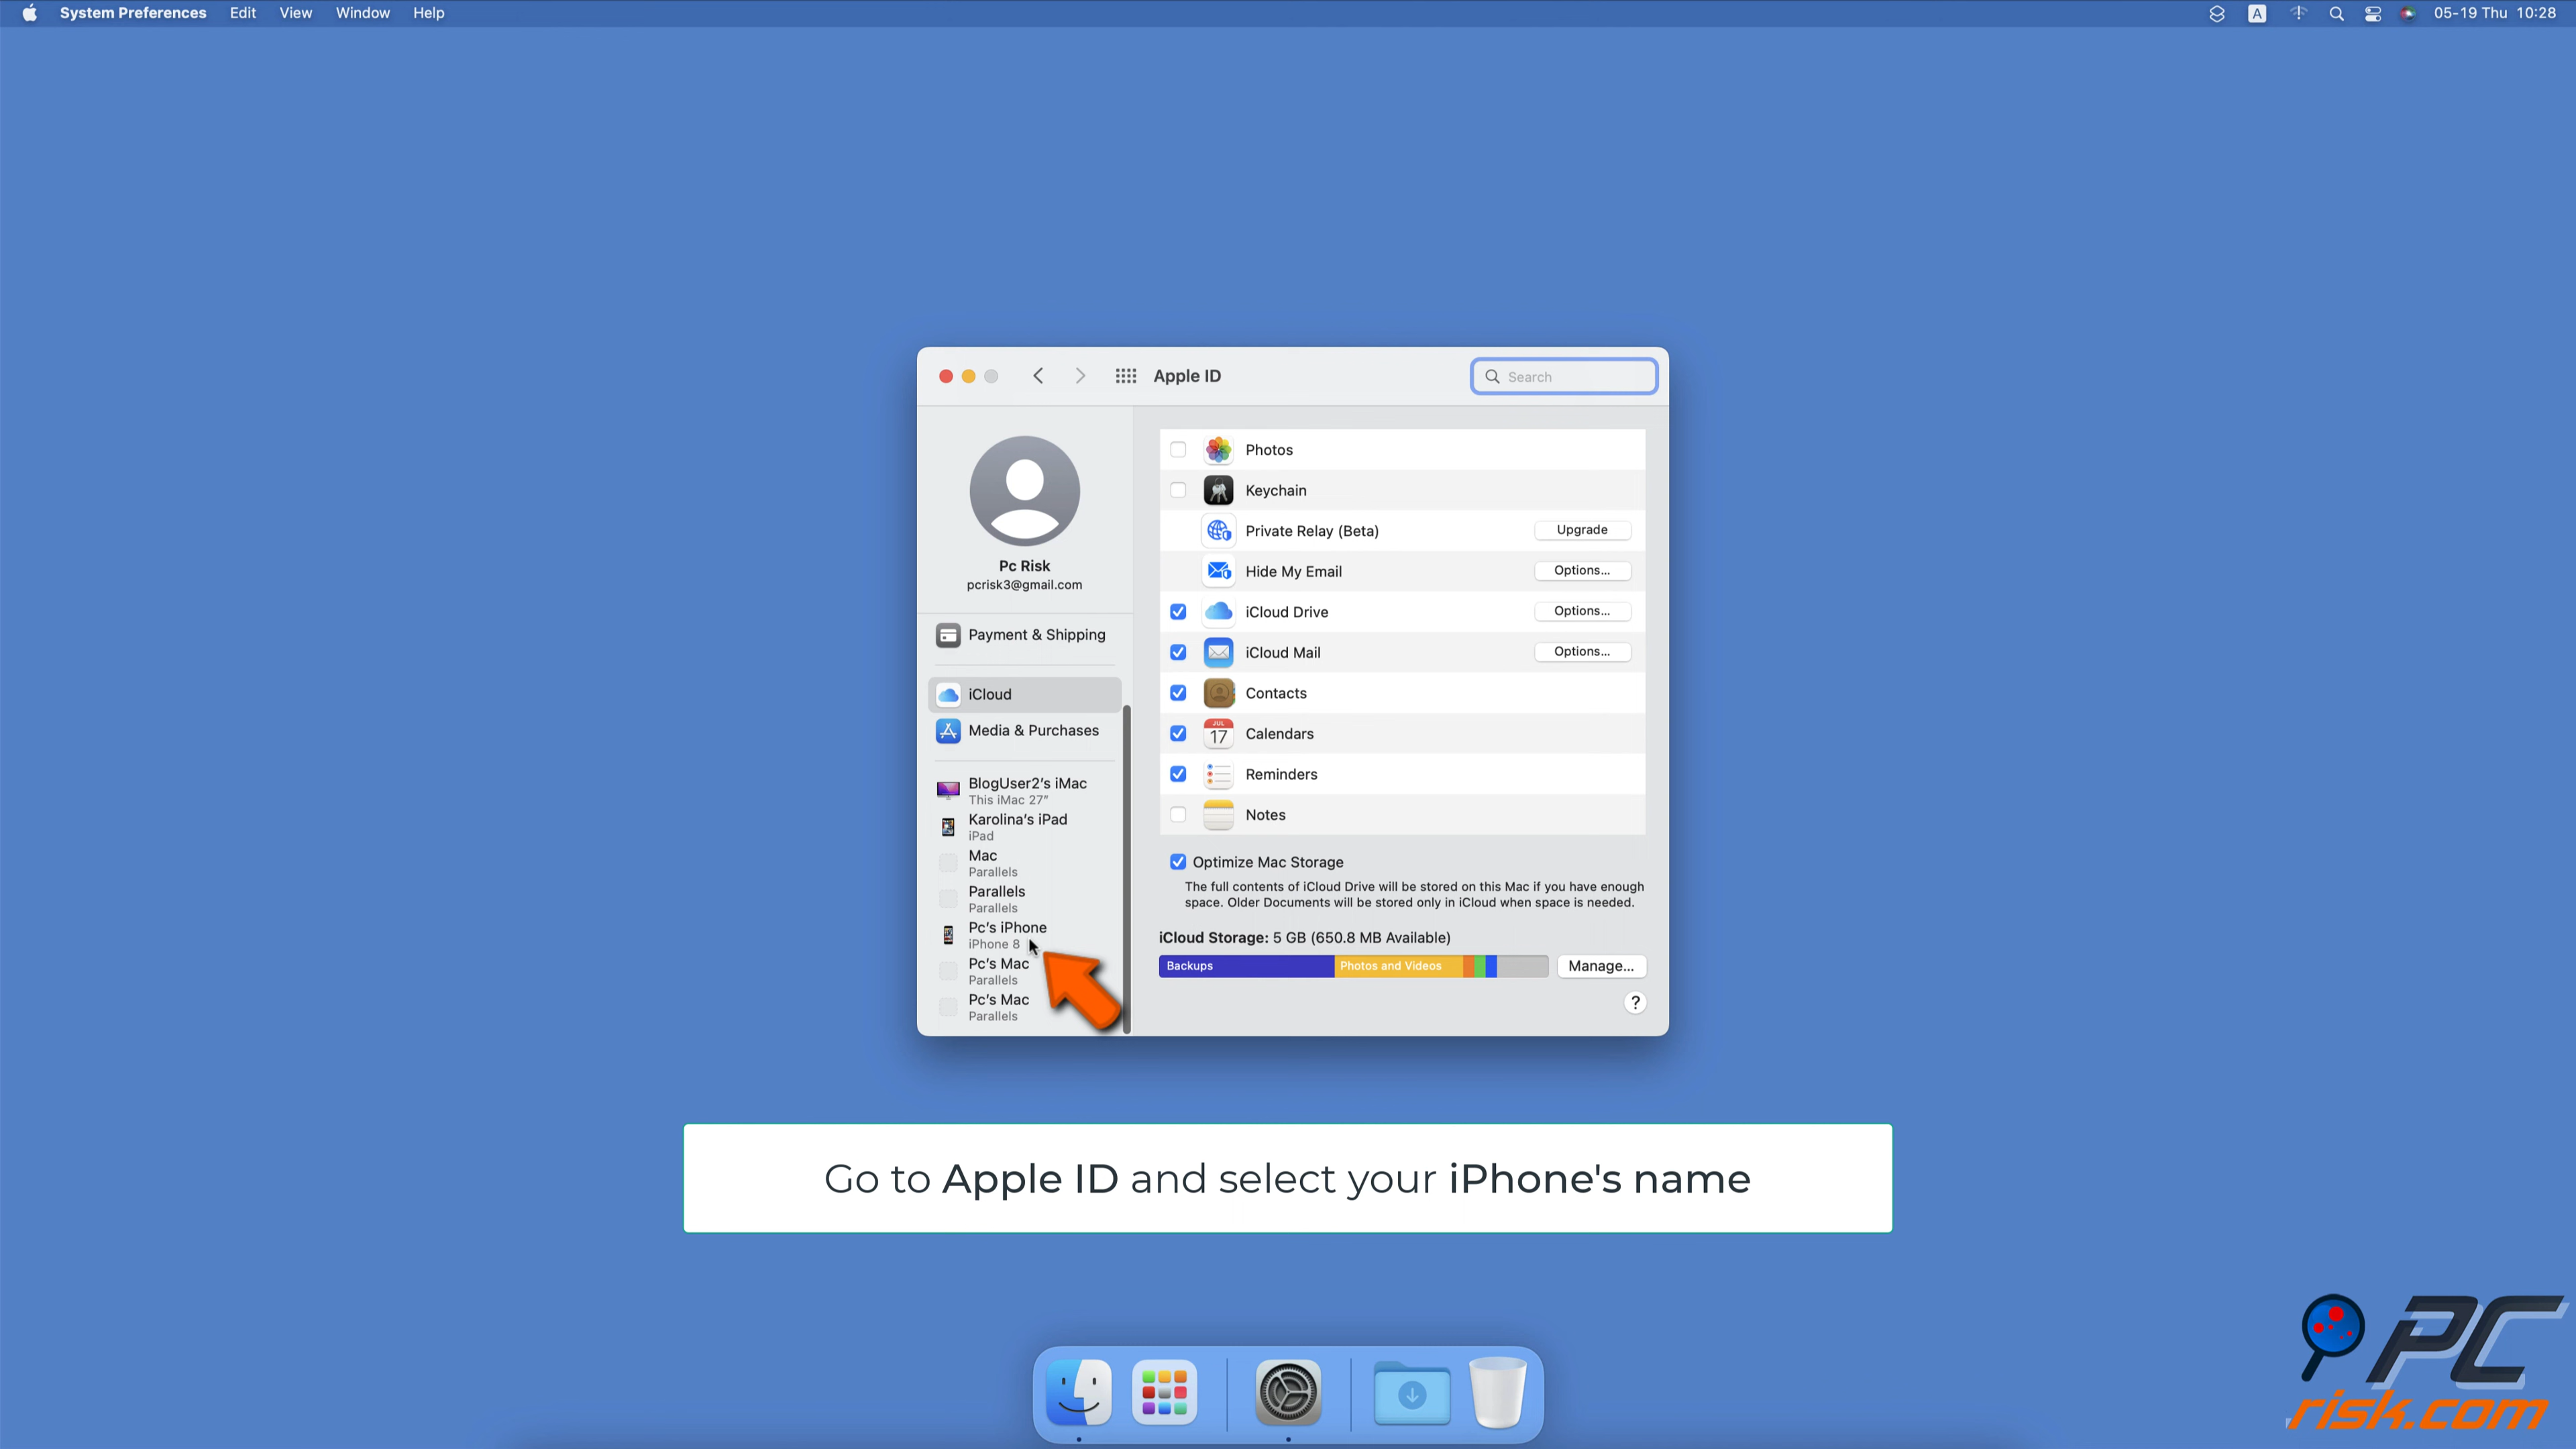 System Preferences Edit View Window Help
A 05-19 Thu 10:28
Apple ID
Search
Pc Risk
pcrisk3@gmail.com
Payment & Shipping
iCloud
Media & Purchases
BlogUser2's iMac
This iMac 27"
Karolina's iPad
iPad
Mac
Parallels
Parallels
Parallels
Pc's iPhone
iPhone 8
Pc's Mac
Parallels
Pc's Mac
Parallels
Photos
Keychain
Private Relay (Beta) Upgrade
Hide My Email Options...
iCloud Drive Options...
iCloud Mail Options...
Contacts
JUL
17
Calendars
Reminders
Notes
Optimize Mac Storage
The full contents of iCloud Drive will be stored on this Mac if you have enough
space. Older Documents will be stored only in iCloud when space is needed.
iCloud Storage: 5 GB (650.8 MB Available)
Backups Photos and Videos Manage...
?
Go to Apple ID and select your iPhone's name
PC
risk.com